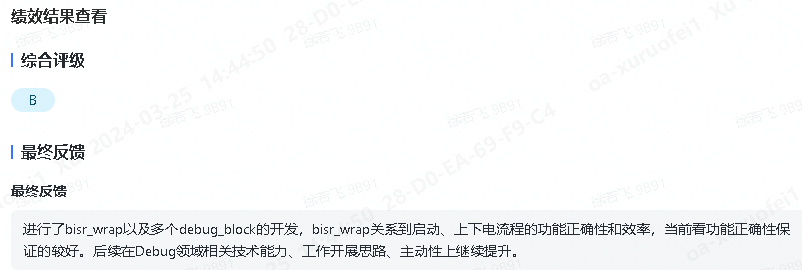 绩效结果查看
综合评级
B
最终反馈
最终反馈
进行了bisr_wrap以及多个debug_block的开发，bisr_wrap关系到启动、上下电流程的功能正确性和效率，当前看功能正确性保
证的较好。后续在Debug领域相关技术能力、工作开展思路、主动性上继续提升。
2024-03-25 14:44:50 28-D0-EA-69-F9-C4
oa-xuruofei1